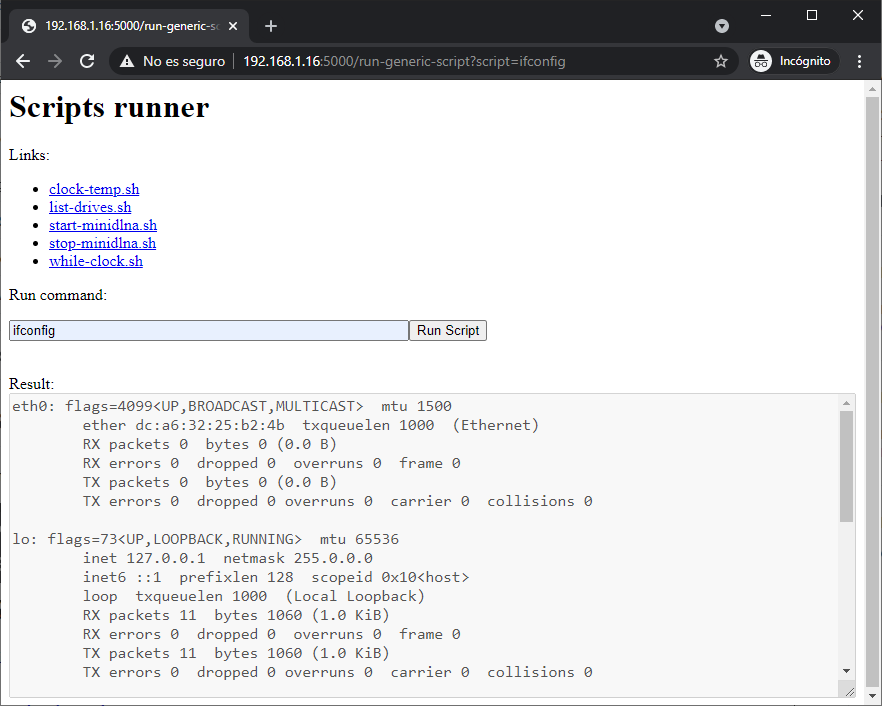 192.168.1.16:5000/run-generic-sc
No es seguro
192.168.1.16:5000/run-generic-script?script=ifconfig
Incógnito
Scripts runner
Links:
clock-temp.sh
list-drives.sh
start-minidlna.sh
stop-minidlna.sh
while-clock.sh
Run command:
ifconfig Run Script
Result:
eth0: flags=4099<UP,BROADCAST,MULTICAST>  mtu 1500
        ether dc:a6:32:25:b2:4b  txqueuelen 1000  (Ethernet)
        RX packets 0  bytes 0 (0.0 B)
        RX errors 0  dropped 0  overruns 0  frame 0
        TX packets 0  bytes 0 (0.0 B)
        TX errors 0  dropped 0 overruns 0  carrier 0  collisions 0

lo: flags=73<UP,LOOPBACK,RUNNING>  mtu 65536
        inet 127.0.0.1  netmask 255.0.0.0
        inet6 ::1  prefixlen 128  scopeid 0x10<host>
        loop  txqueuelen 1000  (Local Loopback)
        RX packets 11  bytes 1060 (1.0 KiB)
        RX errors 0  dropped 0  overruns 0  frame 0
        TX packets 11  bytes 1060 (1.0 KiB)
        TX errors 0  dropped 0 overruns 0  carrier 0  collisions 0